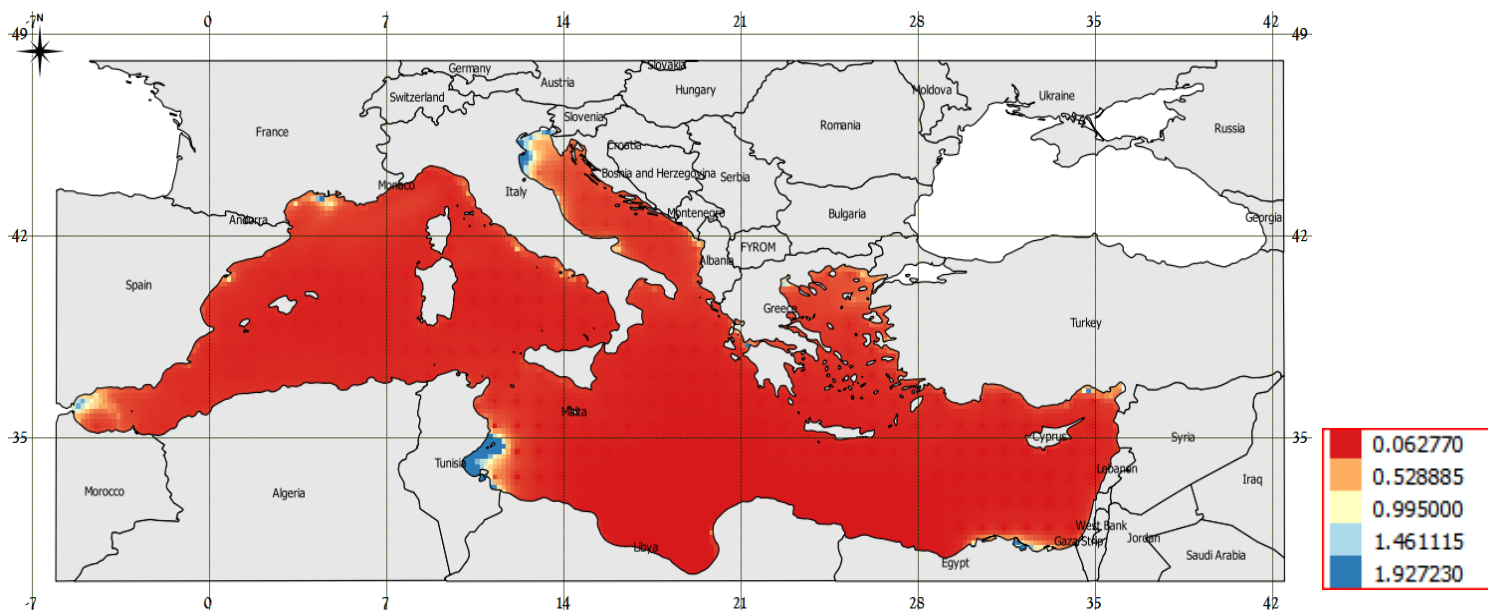 -7 0 7 14 21 28 35 42
N
49 49
Germany Slovakia
Austria
Switzerland Hungary Moldova Ukraine
Slovenia Romania Russia
France Croatia
Bosnia and Herzegovina Serbia
Monaco Italy
Andorra Montenegro Bulgaria Georgia
42 42
FYROM
Albania
Spain
Greece
Turkey
Malta
35 35
Cyprus Syria
Tunisia Lebanon
Morocco Algeria Iraq
West Bank
Gaza Strip Jordan
Libya Saudi Arabia
Egypt
-7 0 7 14 21 28 35 42
0.062770
0.528885
0.995000
1.461115
1.927230